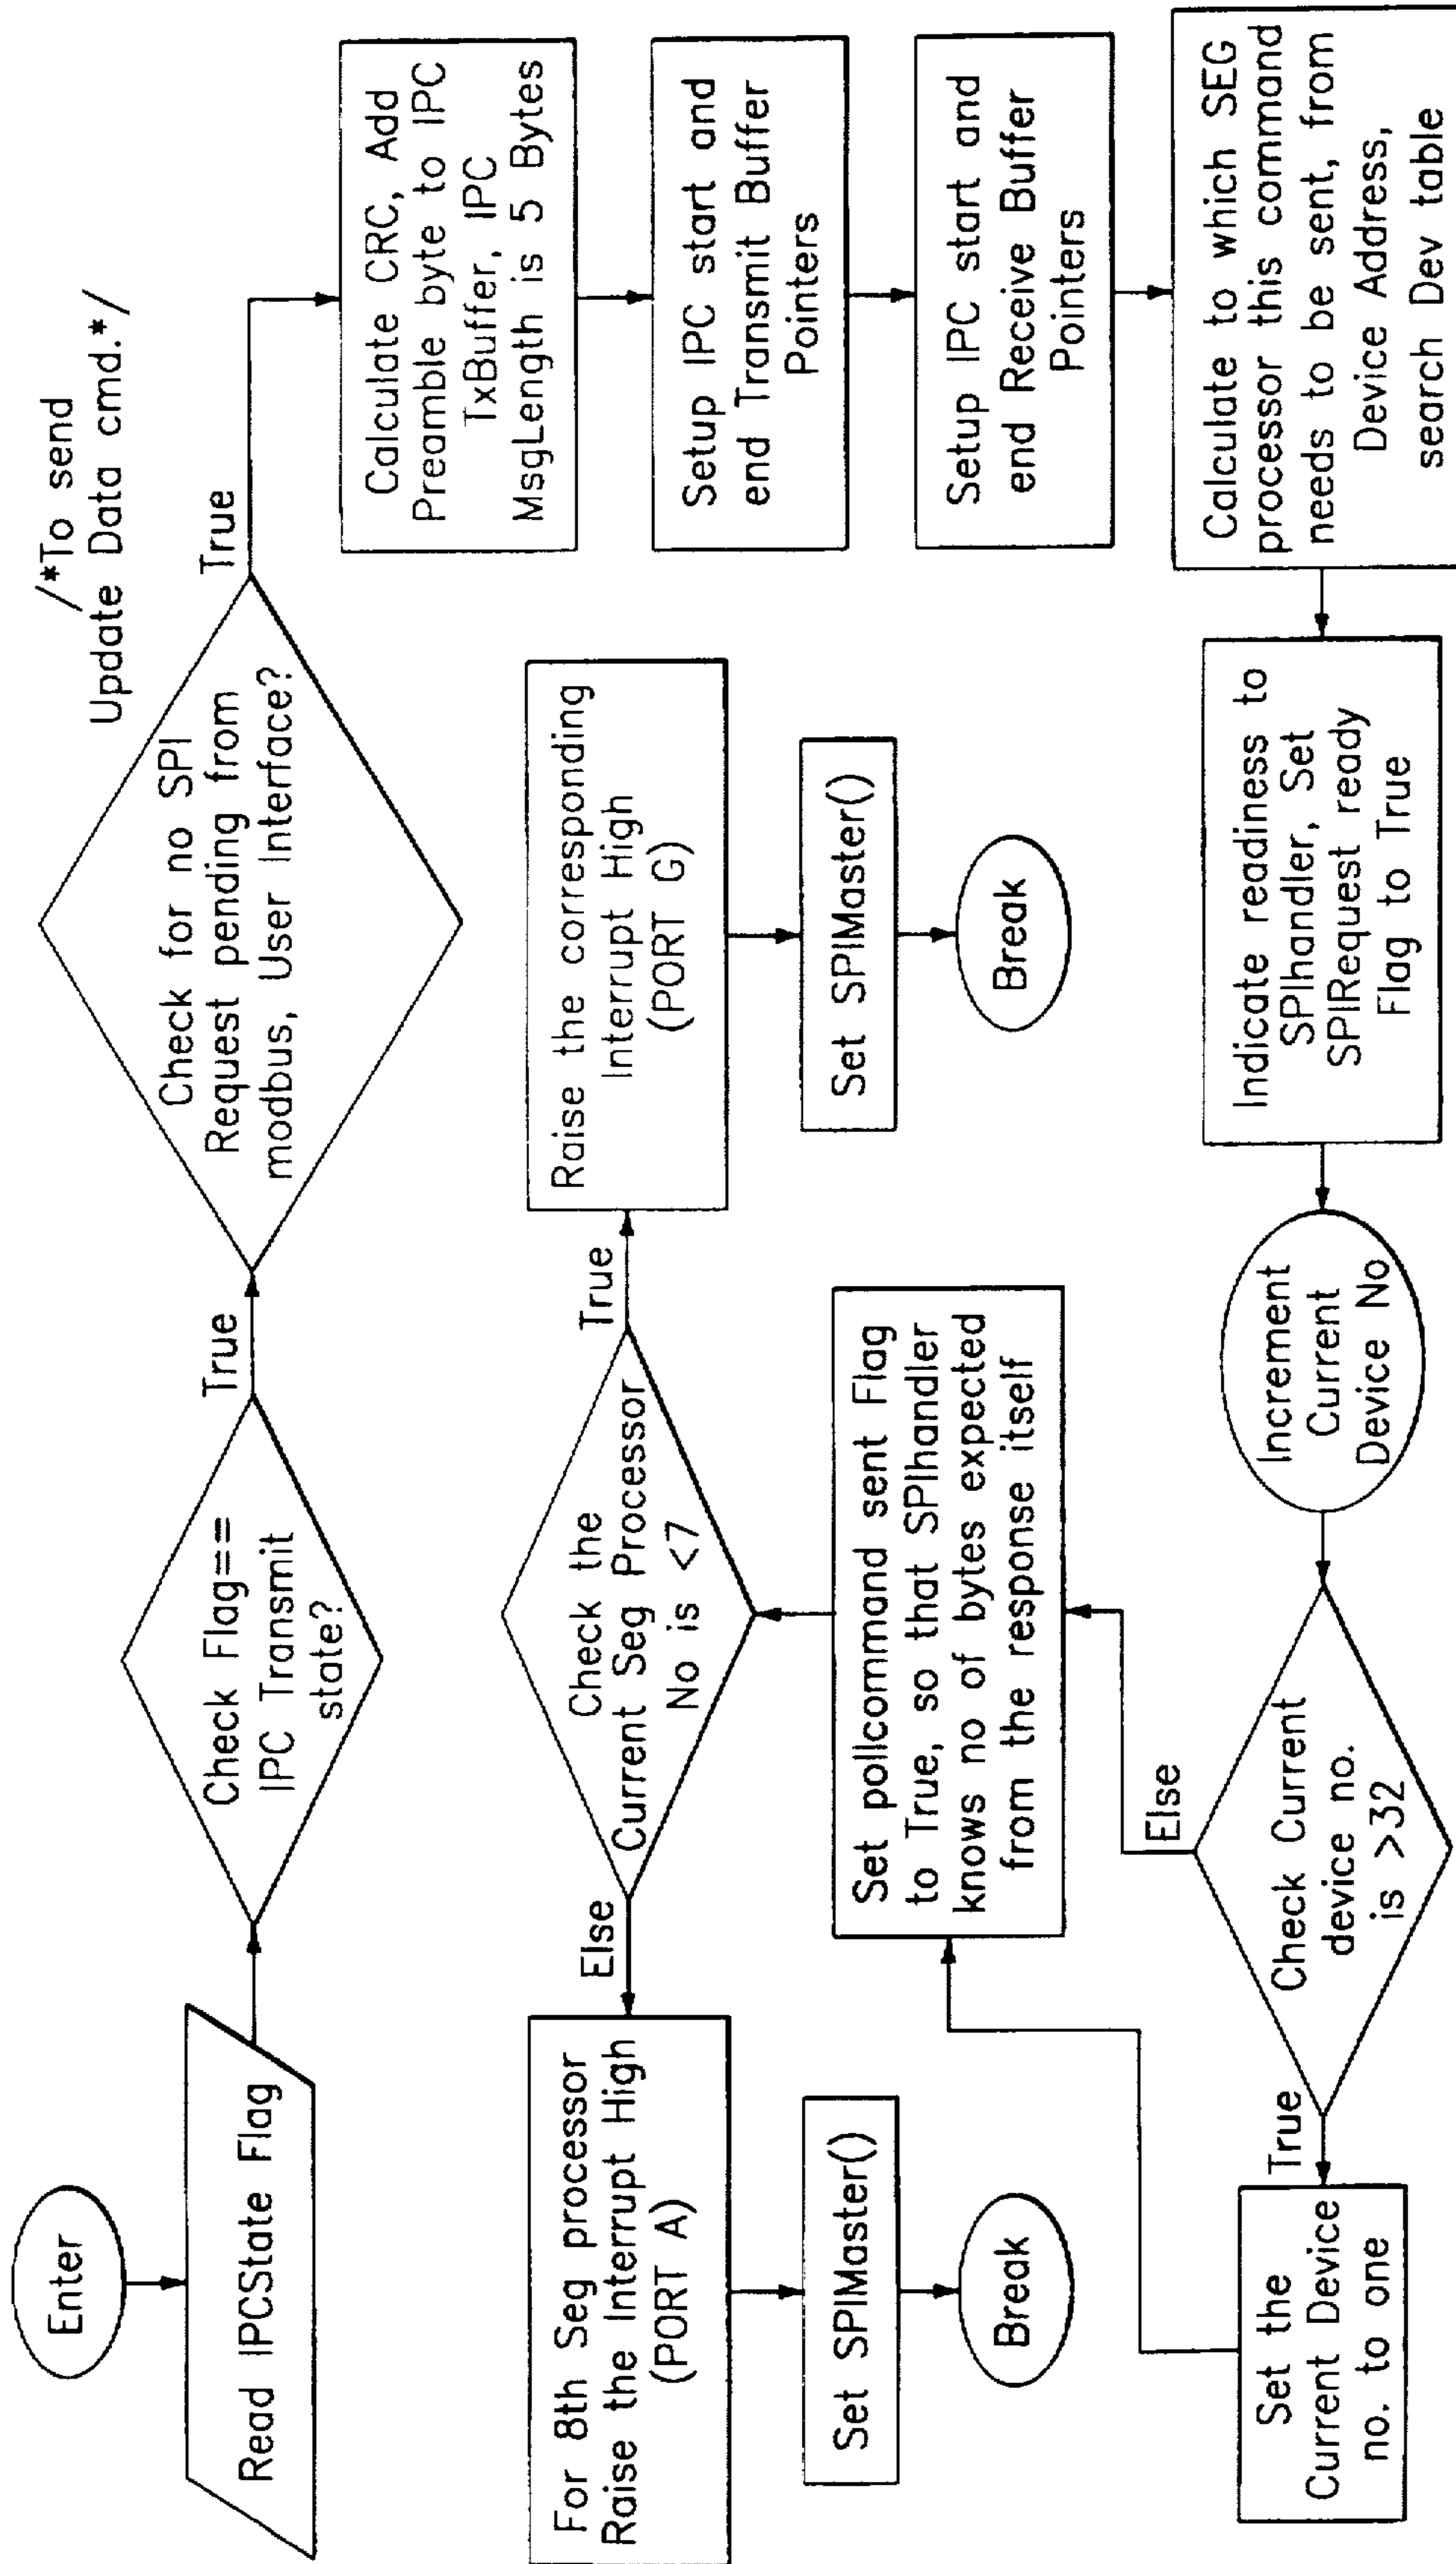 Enter
Read IPCState Flag
Check Flag==
IPC Transmit
state?
True
Check for no SPI
Request pending from
modbus, User Interface?
True
/*To send
Update Data cmd.*/
Calculate CRC, Add
Preamble byte to IPC
TxBuffer, IPC
MsgLength is 5 Bytes
Setup IPC start and
end Transmit Buffer
Pointers
Setup IPC start and
end Receive Buffer
Pointers
Calculate to which SEG
processor this command
needs to be sent, from
Device Address,
search Dev table
Indicate readiness to
SPIhandler, Set
SPIRequest ready
Flag to True
Increment
Current
Device No
Check Current
device no.
is >32
True
Set the
Current Device
no. to one
Else
Set pollcommand sent Flag
to True, so that SPIhandler
knows no of bytes expected
from the response itself
Check the
Current Seg Processor
No is <7
True
Raise the corresponding
Interrupt High
(PORT G)
Set SPIMaster()
Break
Else
For 8th Seg processor
Raise the Interrupt High
(PORT A)
Set SPIMaster()
Break